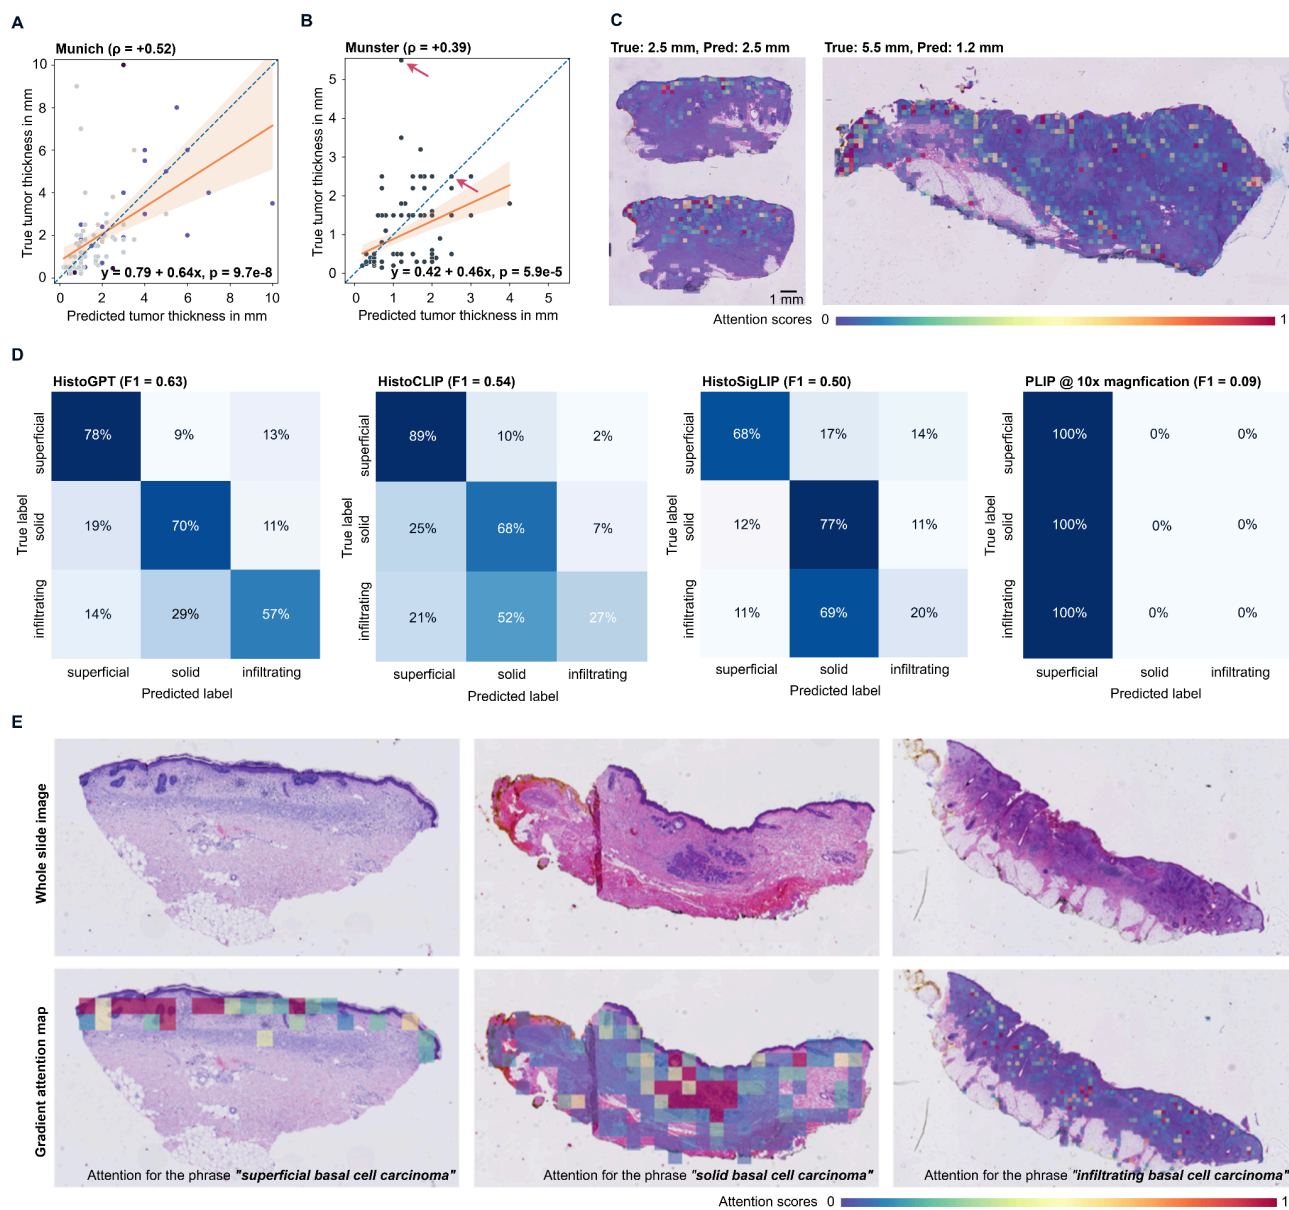 A
Munich (ρ = +0.52)
True tumor thickness in mm
10
8
6
4
2
0
y = 0.79 + 0.64x, p = 9.7e-8
0 2 4 6 8 10
Predicted tumor thickness in mm
B
Munster (ρ = +0.39)
True tumor thickness in mm
5
4
3
2
1
0
y = 0.42 + 0.46x, p = 5.9e-5
0 1 2 3 4 5
Predicted tumor thickness in mm
C
True: 2.5 mm, Pred: 2.5 mm
True: 5.5 mm, Pred: 1.2 mm
1 mm
Attention scores 0 1
D
HistoGPT (F1 = 0.63)
True label
superficial
78% 9% 13%
solid
19% 70% 11%
infiltrating
14% 29% 57%
superficial solid infiltrating
Predicted label
HistoCLIP (F1 = 0.54)
True label
superficial
89% 10% 2%
solid
25% 68% 7%
infiltrating
21% 52% 27%
superficial solid infiltrating
Predicted label
HistoSigLIP (F1 = 0.50)
True label
superficial
68% 17% 14%
solid
12% 77% 11%
infiltrating
11% 69% 20%
superficial solid infiltrating
Predicted label
PLIP @ 10x magnfication (F1 = 0.09)
True label
superficial
100% 0% 0%
solid
100% 0% 0%
infiltrating
100% 0% 0%
superficial solid infiltrating
Predicted label
E
Whole slide image
Gradient attention map
Attention for the phrase "superficial basal cell carcinoma"
Attention for the phrase "solid basal cell carcinoma"
Attention for the phrase "infiltrating basal cell carcinoma"
Attention scores 0 1